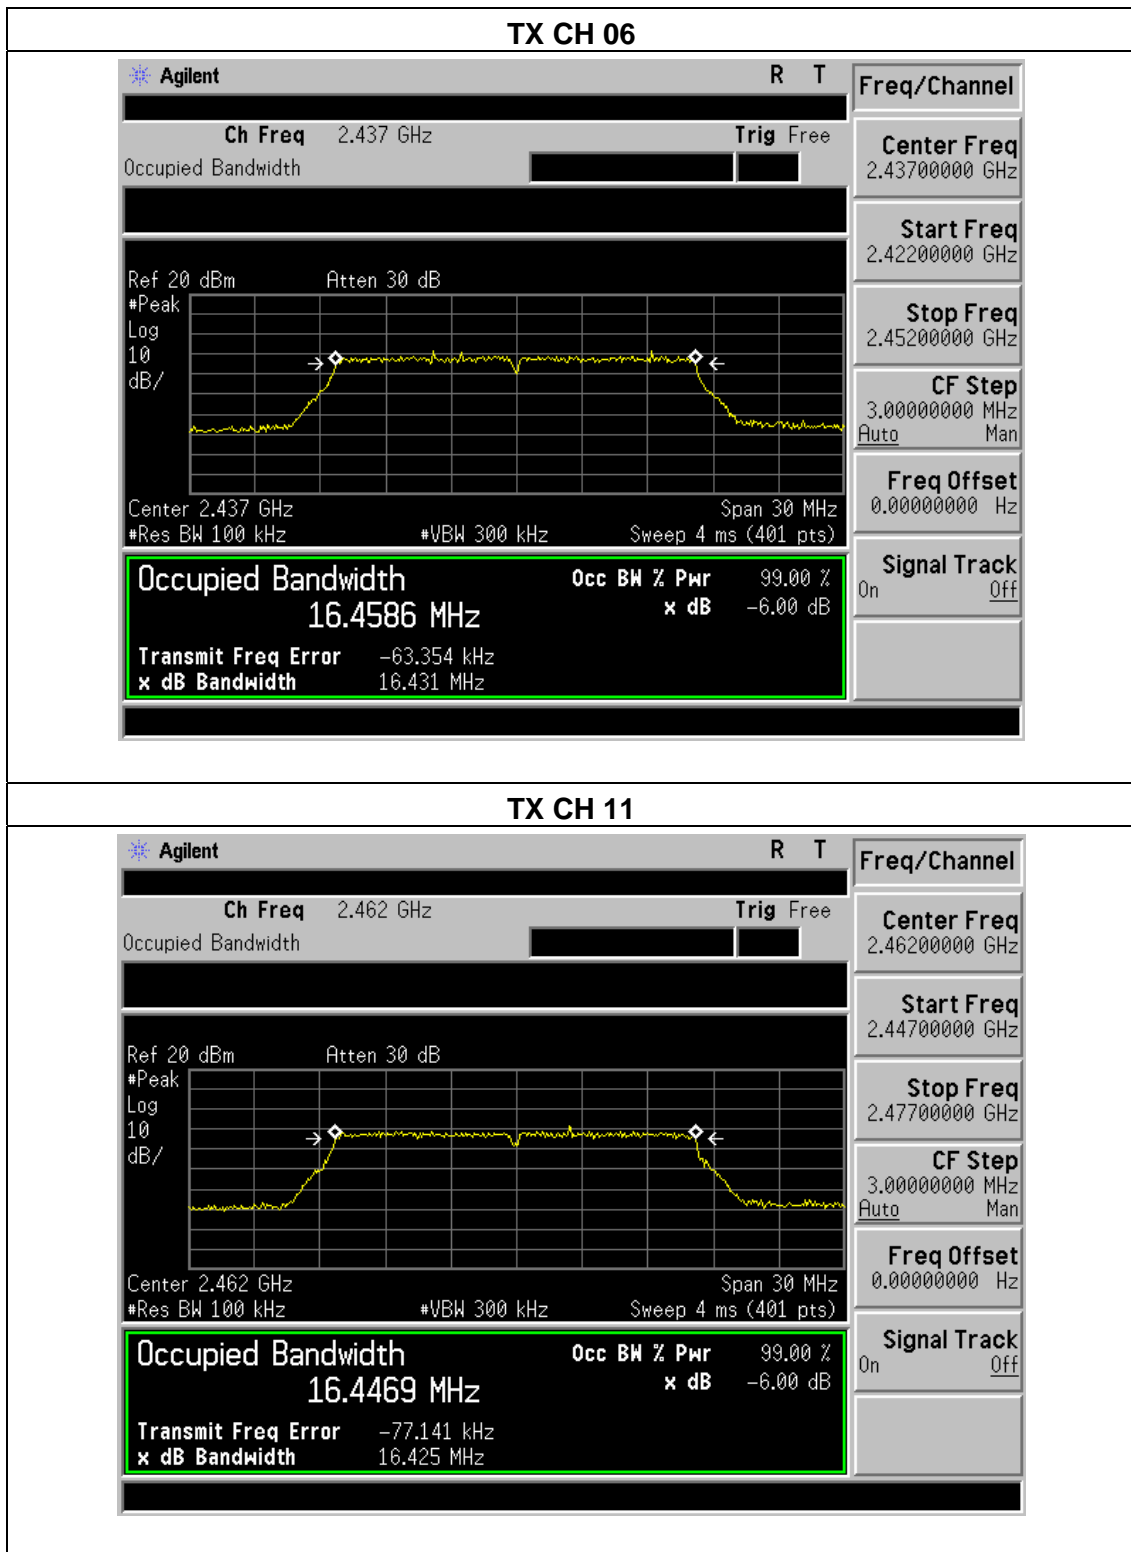 TX CH 06
Agilent R T
Freq/Channel
Ch Freq 2.437 GHz Trig Free
Occupied Bandwidth
Center Freq
2.43700000 GHz
Start Freq
2.42200000 GHz
Stop Freq
2.45200000 GHz
CF Step
3.00000000 MHz
Auto Man
Freq Offset
0.00000000 Hz
Signal Track
On Off
Ref 20 dBm Atten 30 dB
#Peak
Log
10
dB/
Center 2.437 GHz Span 30 MHz
#Res BW 100 kHz #VBW 300 kHz Sweep 4 ms (401 pts)
Occupied Bandwidth Occ BW % Pwr 99.00 %
16.4586 MHz x dB -6.00 dB
Transmit Freq Error -63.354 kHz
x dB Bandwidth 16.431 MHz
TX CH 11
Agilent R T
Freq/Channel
Ch Freq 2.462 GHz Trig Free
Occupied Bandwidth
Center Freq
2.46200000 GHz
Start Freq
2.44700000 GHz
Stop Freq
2.47700000 GHz
CF Step
3.00000000 MHz
Auto Man
Freq Offset
0.00000000 Hz
Signal Track
On Off
Ref 20 dBm Atten 30 dB
#Peak
Log
10
dB/
Center 2.462 GHz Span 30 MHz
#Res BW 100 kHz #VBW 300 kHz Sweep 4 ms (401 pts)
Occupied Bandwidth Occ BW % Pwr 99.00 %
16.4469 MHz x dB -6.00 dB
Transmit Freq Error -77.141 kHz
x dB Bandwidth 16.425 MHz